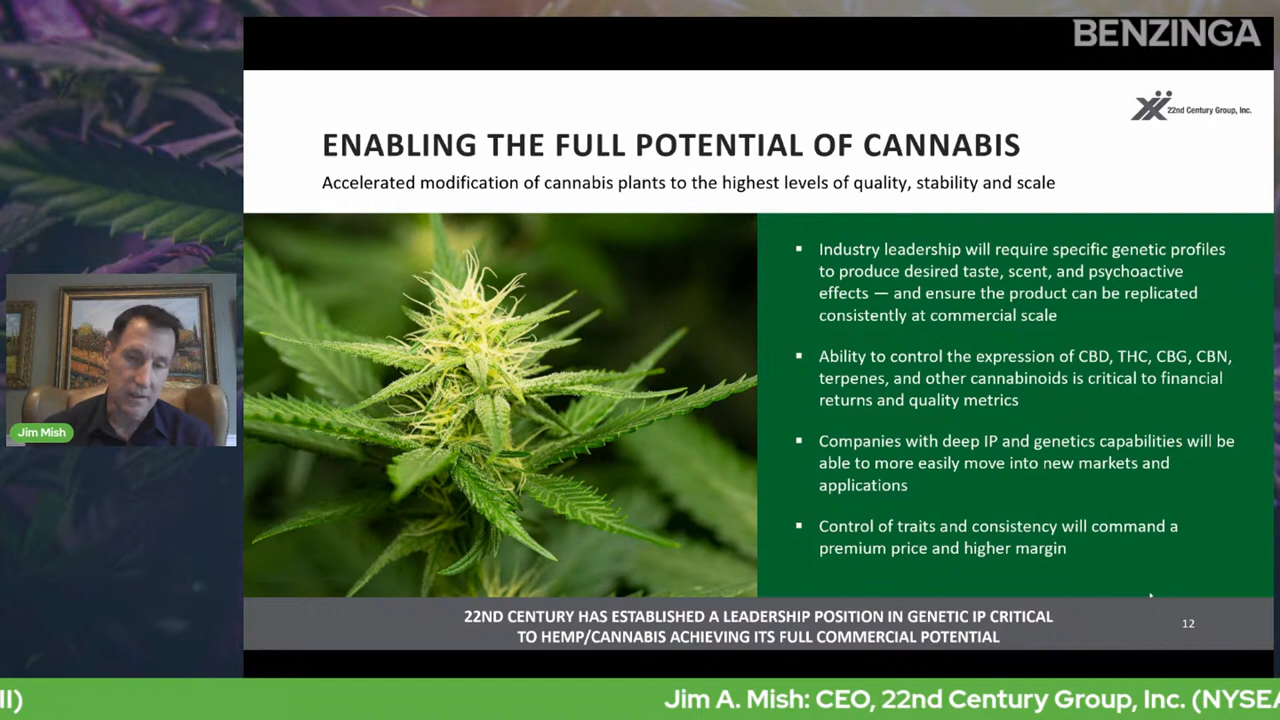 BENZINGA
22nd Century Group, Inc.
ENABLING THE FULL POTENTIAL OF CANNABIS
Accelerated modification of cannabis plants to the highest levels of quality, stability and scale
▪ Industry leadership will require specific genetic profiles
to produce desired taste, scent, and psychoactive
effects — and ensure the product can be replicated
consistently at commercial scale
▪ Ability to control the expression of CBD, THC, CBG, CBN,
terpenes, and other cannabinoids is critical to financial
returns and quality metrics
▪ Companies with deep IP and genetics capabilities will be
able to more easily move into new markets and
applications
▪ Control of traits and consistency will command a
premium price and higher margin
Jim Mish
22ND CENTURY HAS ESTABLISHED A LEADERSHIP POSITION IN GENETIC IP CRITICAL
TO HEMP/CANNABIS ACHIEVING ITS FULL COMMERCIAL POTENTIAL
12
II) Jim A. Mish: CEO, 22nd Century Group, Inc. (NYSEA